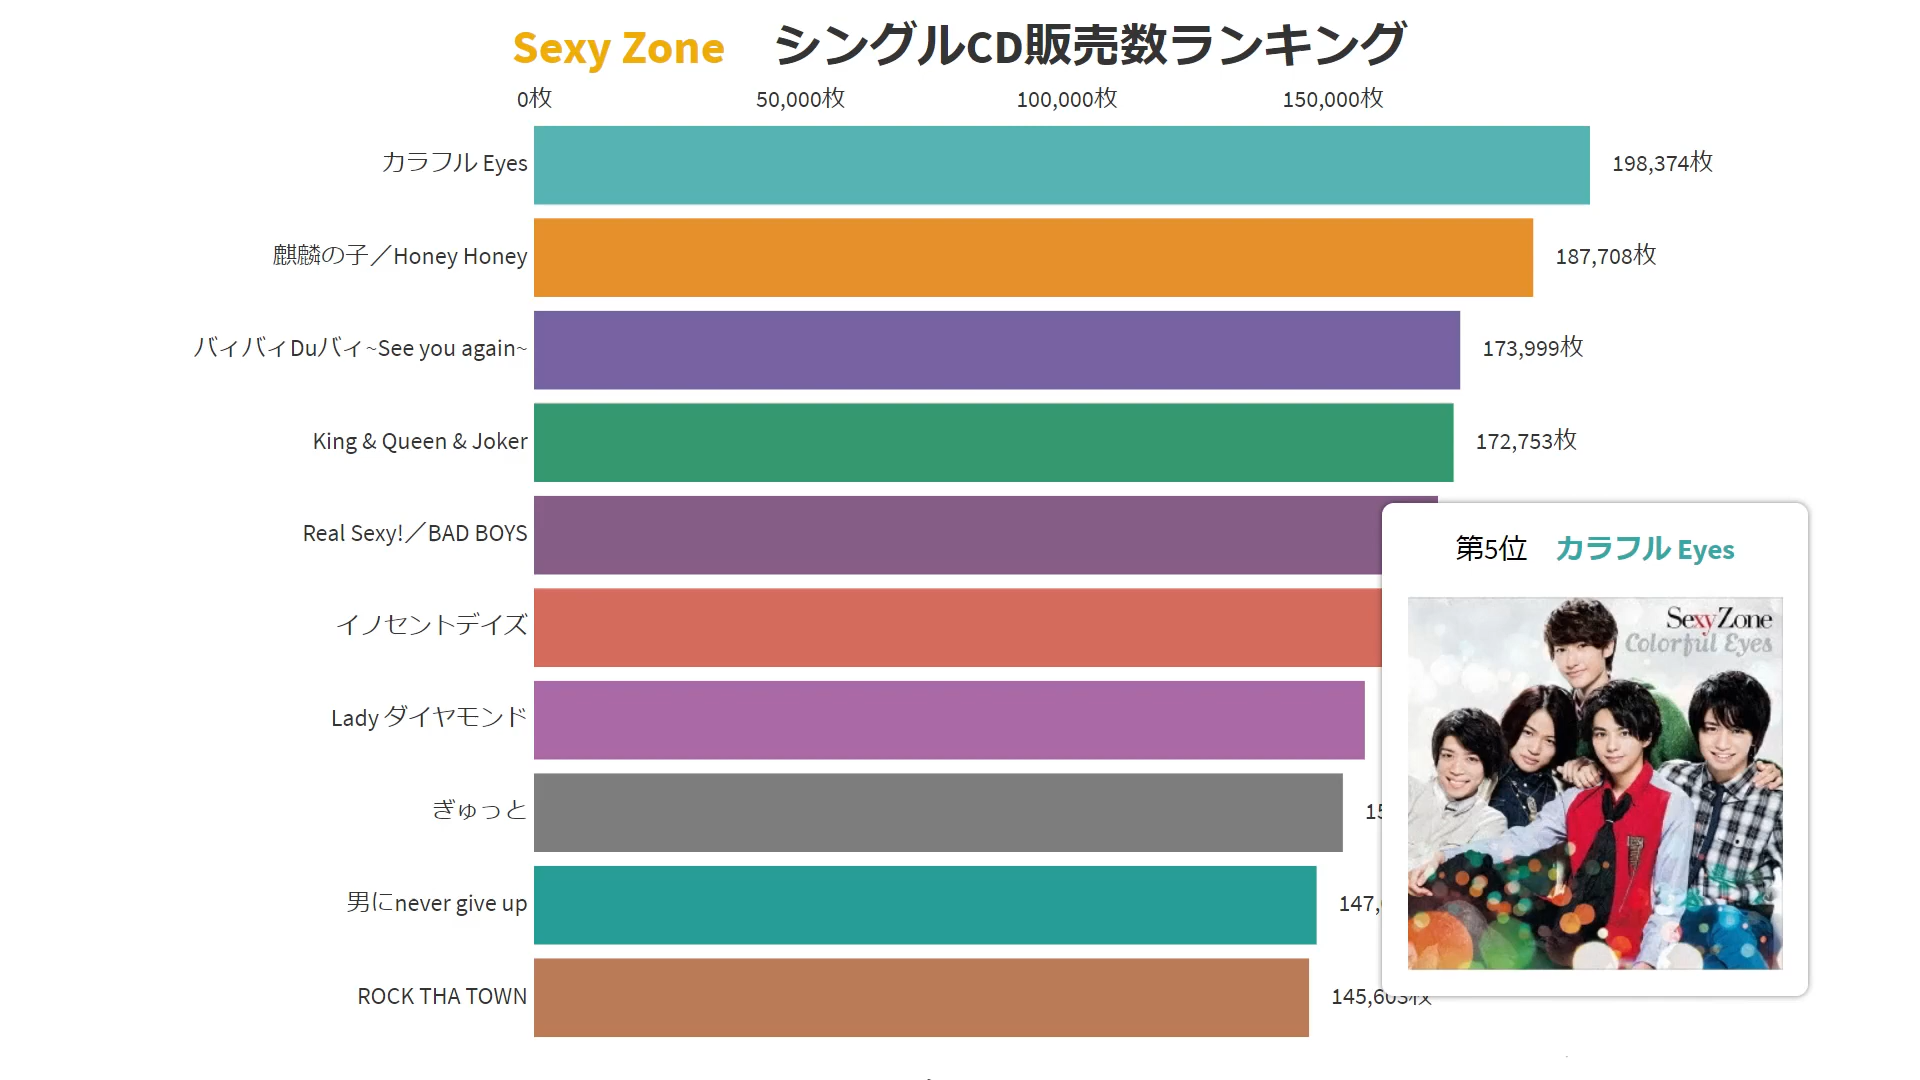 Sexy Zone シングルCD販売数ランキング
0枚 50,000枚 100,000枚 150,000枚
カラフル Eyes 198,374枚
麒麟の子／Honey Honey 187,708枚
バィバィDuバィ~See you again~ 173,999枚
King & Queen & Joker 172,753枚
Real Sexy!／BAD BOYS
第5位 カラフル Eyes
Sexy Zone
Colorful Eyes
イノセントデイズ
Lady ダイヤモンド
ぎゅっと
男にnever give up
ROCK THA TOWN 145,603枚